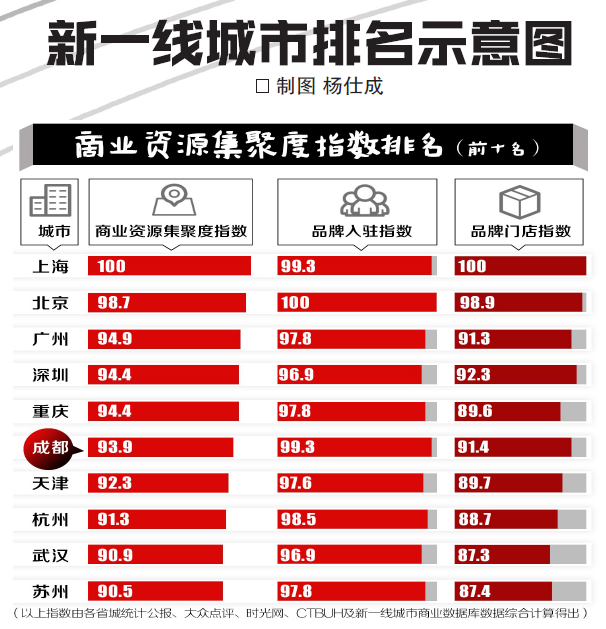 新一线城市排名示意图
□ 制图 杨仕成
商业资源集聚度指数排名（前十名）
城市 商业资源集聚度指数 品牌入驻指数 品牌门店指数
上海 100 99.3 100
北京 98.7 100 98.9
广州 94.9 97.8 91.3
深圳 94.4 96.9 92.3
重庆 94.4 97.8 89.6
成都 93.9 99.3 91.4
天津 92.3 97.6 89.7
杭州 91.3 98.5 88.7
武汉 90.9 96.9 87.3
苏州 90.5 97.8 87.4
（以上指数由各省城统计公报、大众点评、时光网、CTBUH及新一线城市商业数据库数据综合计算得出）